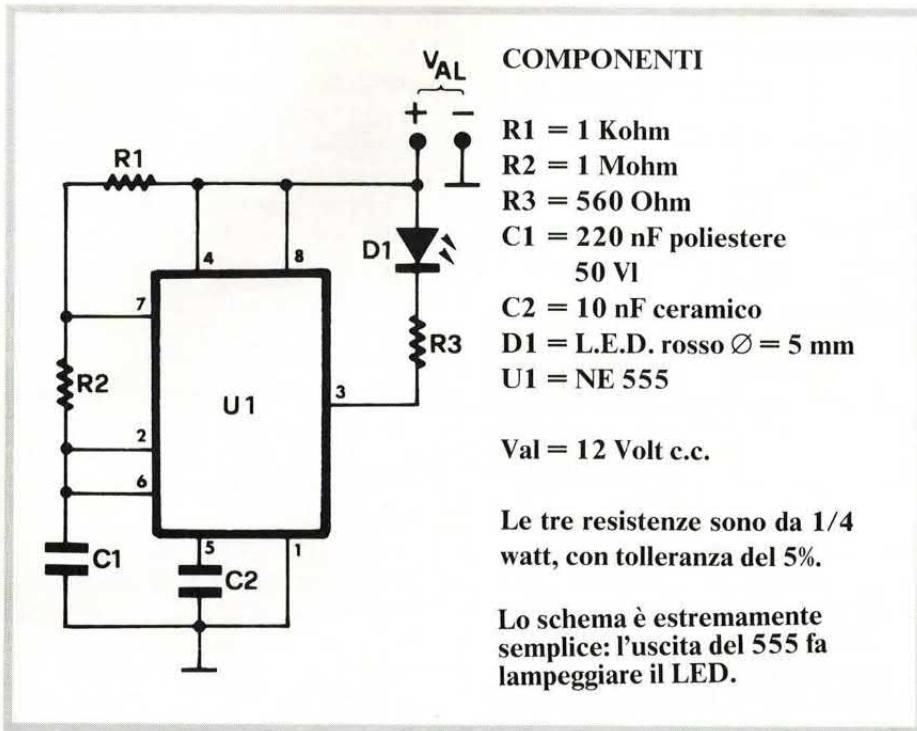 VAL
+ −
R1
4
8
D1
7
R3
R2
U1
3
2
6
5
1
C1
C2
COMPONENTI
R1 = 1 Kohm
R2 = 1 Mohm
R3 = 560 Ohm
C1 = 220 nF poliestere
50 Vl
C2 = 10 nF ceramico
D1 = L.E.D. rosso Ø = 5 mm
U1 = NE 555
Val = 12 Volt c.c.
Le tre resistenze sono da 1/4
watt, con tolleranza del 5%.
Lo schema è estremamente
semplice: l'uscita del 555 fa
lampeggiare il LED.